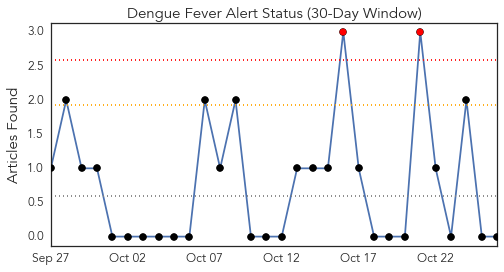 Dengue Fever Alert Status (30-Day Window)
Articles Found
3.0
2.5
2.0
1.5
1.0
0.5
0.0
Sep 27 Oct 02 Oct 07 Oct 12 Oct 17 Oct 22